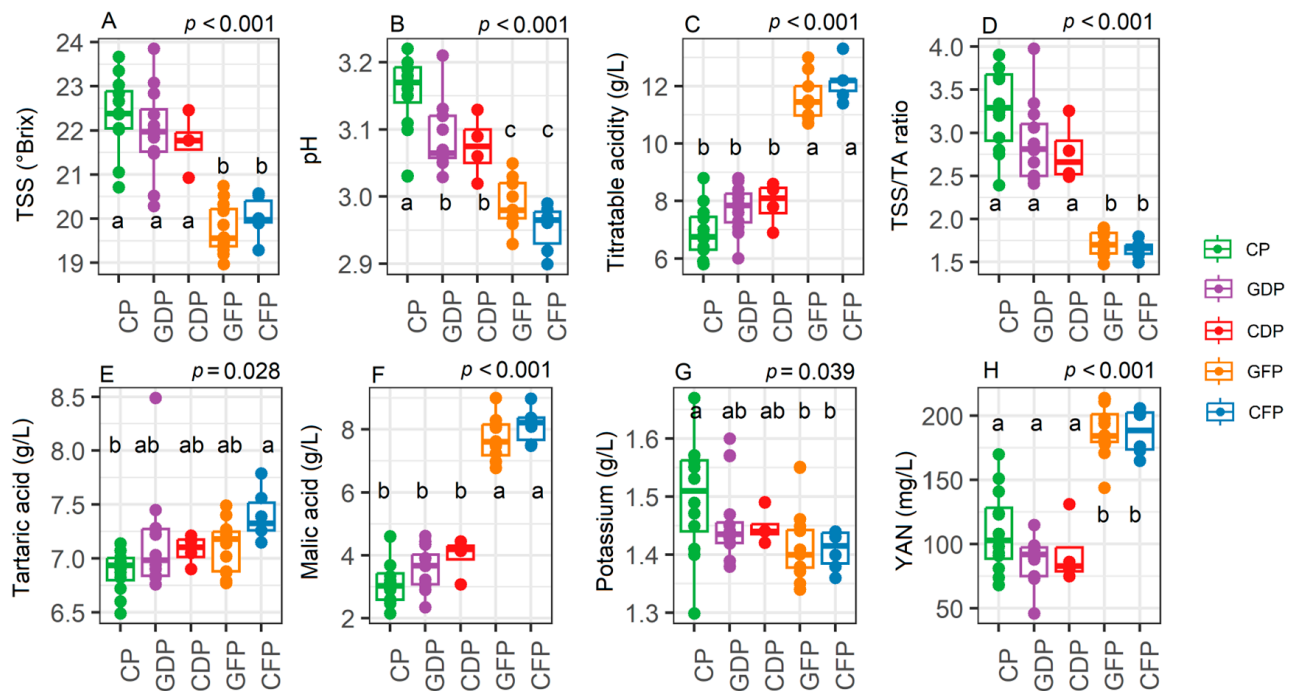 A
p < 0.001
TSS (°Brix)
24
23
22
21
20
19
a a a b b
CP GDP CDP GFP CFP
B
p < 0.001
pH
3.2
3.1
3.0
2.9
a b b c c
CP GDP CDP GFP CFP
C
p < 0.001
Titratable acidity (g/L)
12
10
8
6
b b b a a
CP GDP CDP GFP CFP
D
p < 0.001
TSS/TA ratio
4.0
3.5
3.0
2.5
2.0
1.5
a a a b b
CP GDP CDP GFP CFP
E
p = 0.028
Tartaric acid (g/L)
8.5
8.0
7.5
7.0
6.5
b ab ab ab a
CP GDP CDP GFP CFP
F
p < 0.001
Malic acid (g/L)
8
6
4
2
b b b a a
CP GDP CDP GFP CFP
G
p = 0.039
Potassium (g/L)
1.6
1.5
1.4
1.3
a ab ab b b
CP GDP CDP GFP CFP
H
p < 0.001
YAN (mg/L)
200
150
100
50
a a a b b
CP GDP CDP GFP CFP
CP
GDP
CDP
GFP
CFP